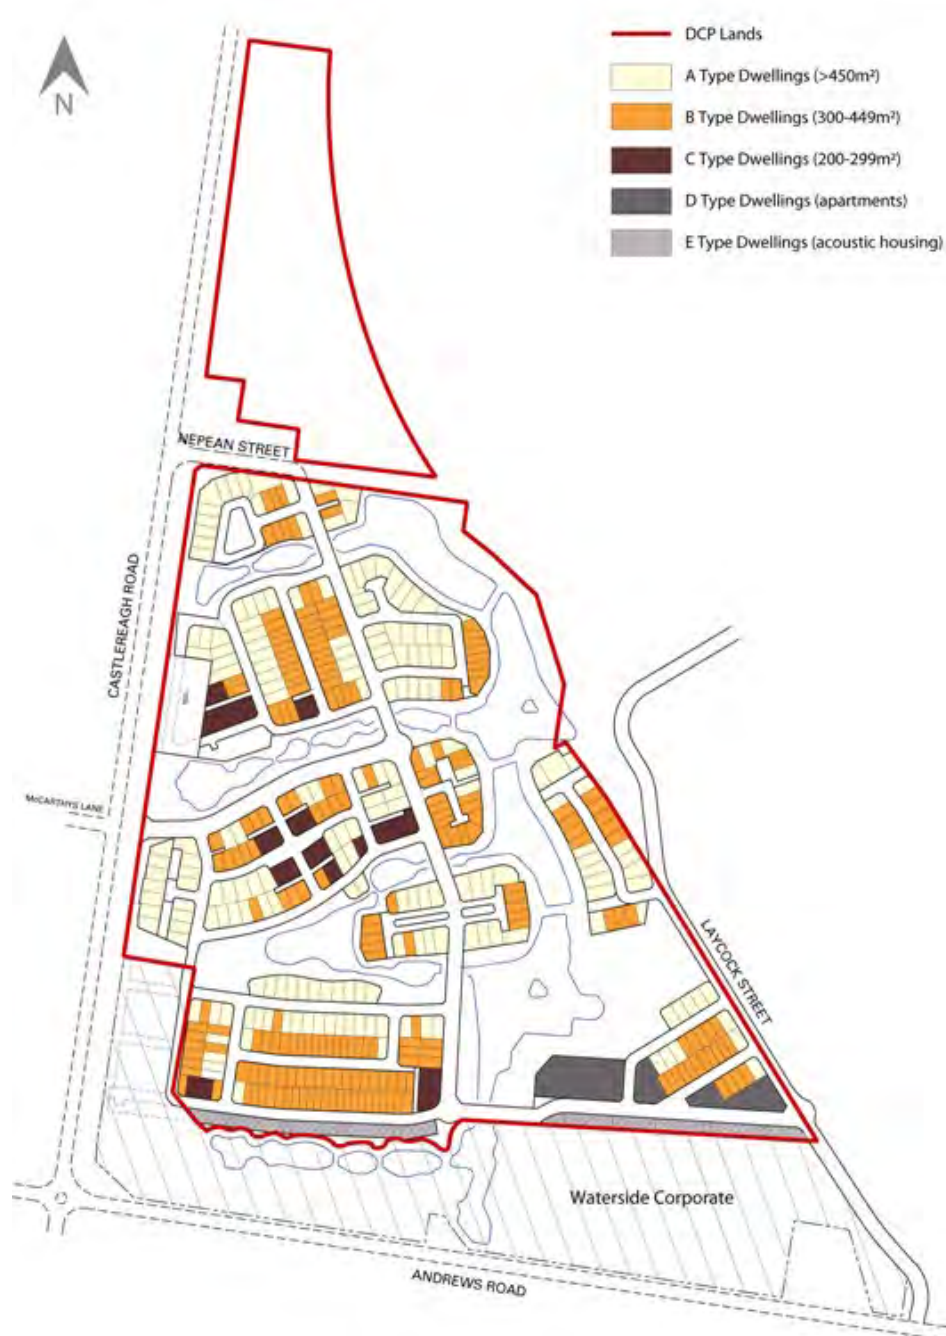 DCP Lands
A Type Dwellings (>450m²)
N
B Type Dwellings (300-449m²)
C Type Dwellings (200-299m²)
D Type Dwellings (apartments)
E Type Dwellings (acoustic housing)
NEPEAN STREET
CASTLEREAGH ROAD
McCARTHYS LANE
LAYCOCK STREET
Waterside Corporate
ANDREWS ROAD